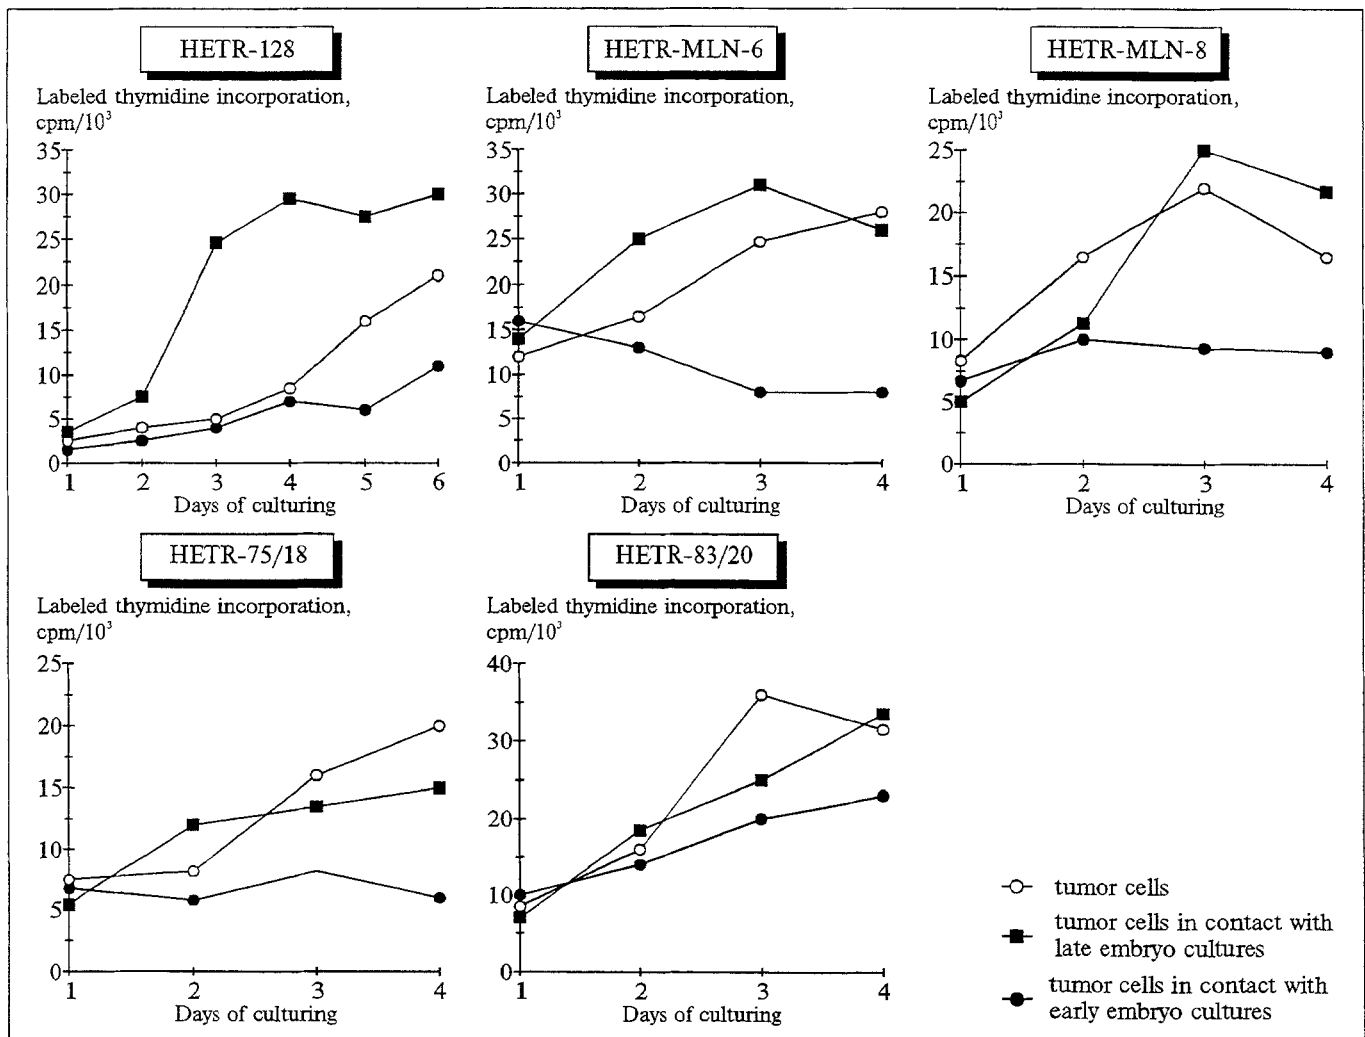 HETR-128
Labeled thymidine incorporation,
cpm/10³
35
30
25
20
15
10
5
0
1 2 3 4 5 6
Days of culturing
HETR-MLN-6
Labeled thymidine incorporation,
cpm/10³
35
30
25
20
15
10
5
0
1 2 3 4
Days of culturing
HETR-MLN-8
Labeled thymidine incorporation,
cpm/10³
25
20
15
10
5
0
1 2 3 4
Days of culturing
HETR-75/18
Labeled thymidine incorporation,
cpm/10³
25
20
15
10
5
0
1 2 3 4
Days of culturing
HETR-83/20
Labeled thymidine incorporation,
cpm/10³
40
30
20
10
0
1 2 3 4
Days of culturing
tumor cells
tumor cells in contact with
late embryo cultures
tumor cells in contact with
early embryo cultures